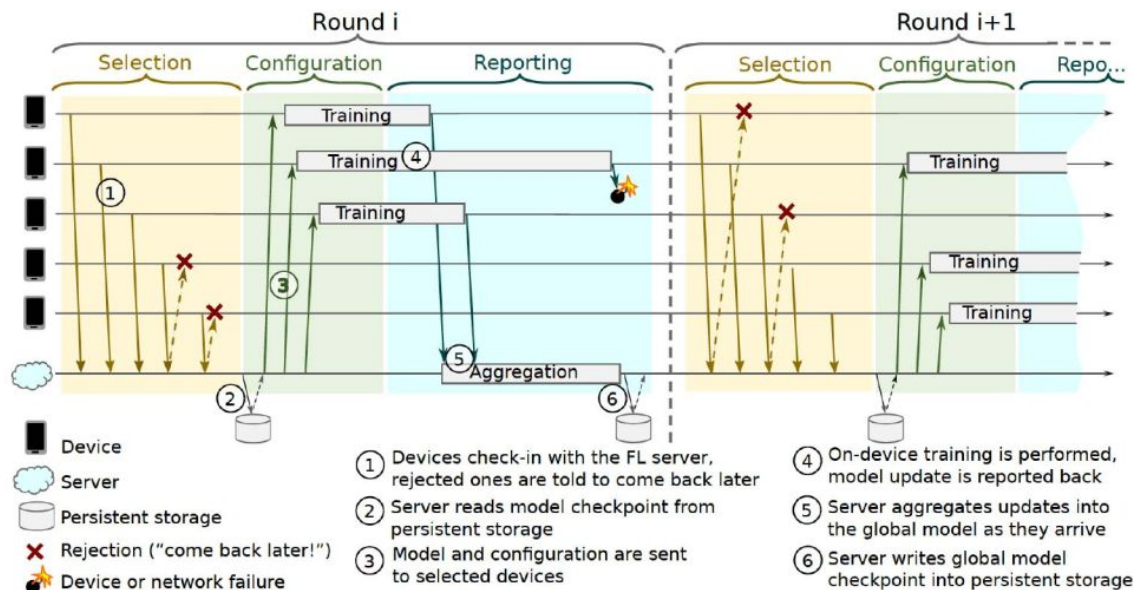 Round i
Round i+1
Selection
Configuration
Reporting
Selection
Configuration
Repo...
Training
Training
4
Training
Training
1
Training
3
Training
5
Aggregation
2
6
Device
Server
Persistent storage
Rejection (“come back later!”)
Device or network failure
1 Devices check-in with the FL server,
rejected ones are told to come back later
2 Server reads model checkpoint from
persistent storage
3 Model and configuration are sent
to selected devices
4 On-device training is performed,
model update is reported back
5 Server aggregates updates into
the global model as they arrive
6 Server writes global model
checkpoint into persistent storage